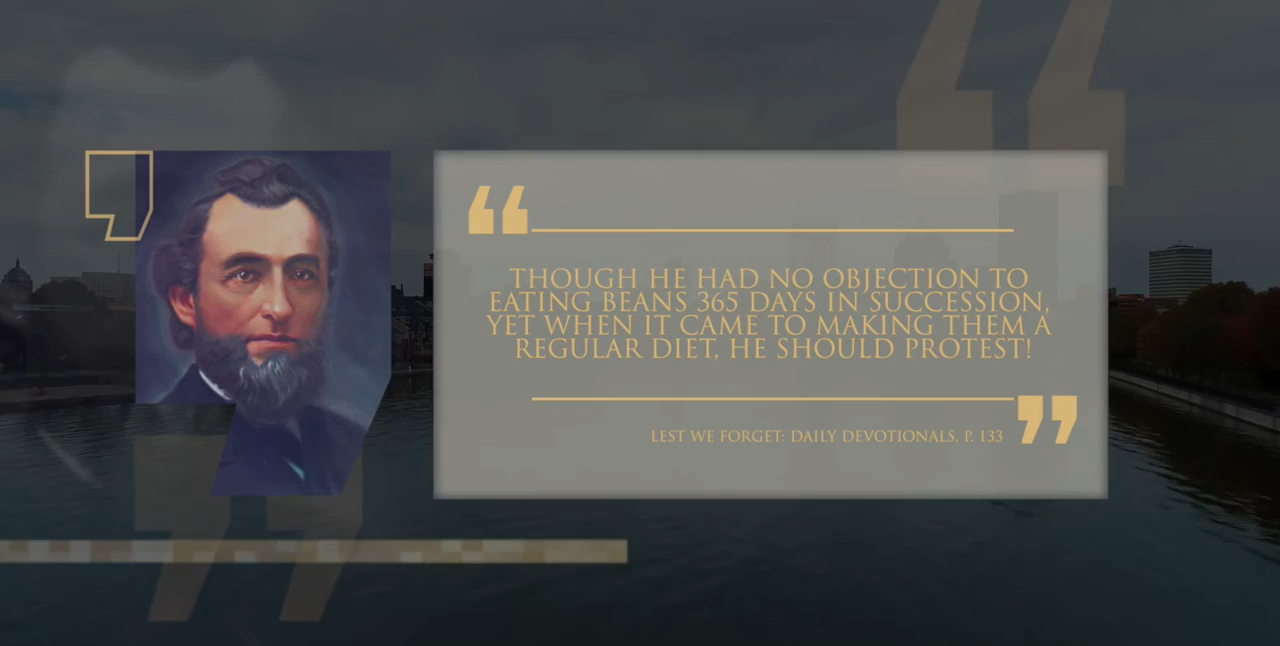 THOUGH HE HAD NO OBJECTION TO
EATING BEANS 365 DAYS IN SUCCESSION,
YET WHEN IT CAME TO MAKING THEM A
REGULAR DIET, HE SHOULD PROTEST!
LEST WE FORGET: DAILY DEVOTIONALS. P. 133